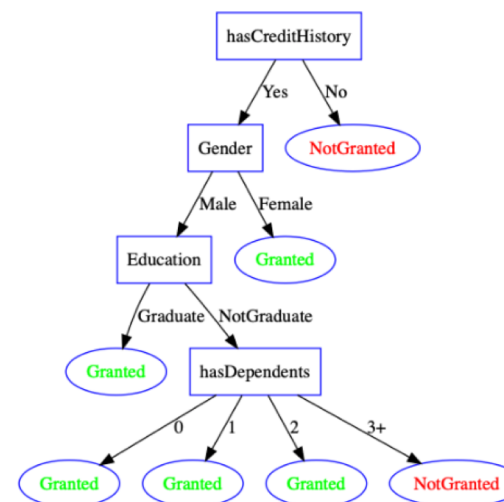 hasCreditHistory
Yes
No
Gender
NotGranted
Male
Female
Education
Granted
Graduate
NotGraduate
Granted
hasDependents
0
1
2
3+
Granted
Granted
Granted
NotGranted